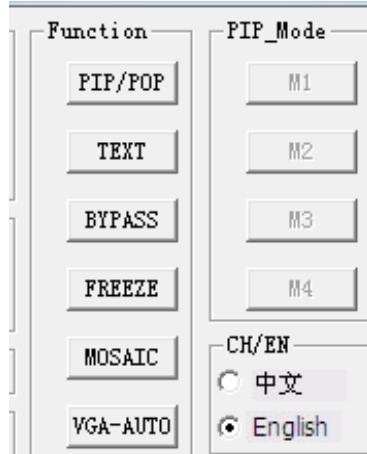 Function
PIP/POP
TEXT
BYPASS
FREEZE
MOSAIC
VGA-AUTO
PIP_Mode
M1
M2
M3
M4
CH/EN
中文
English